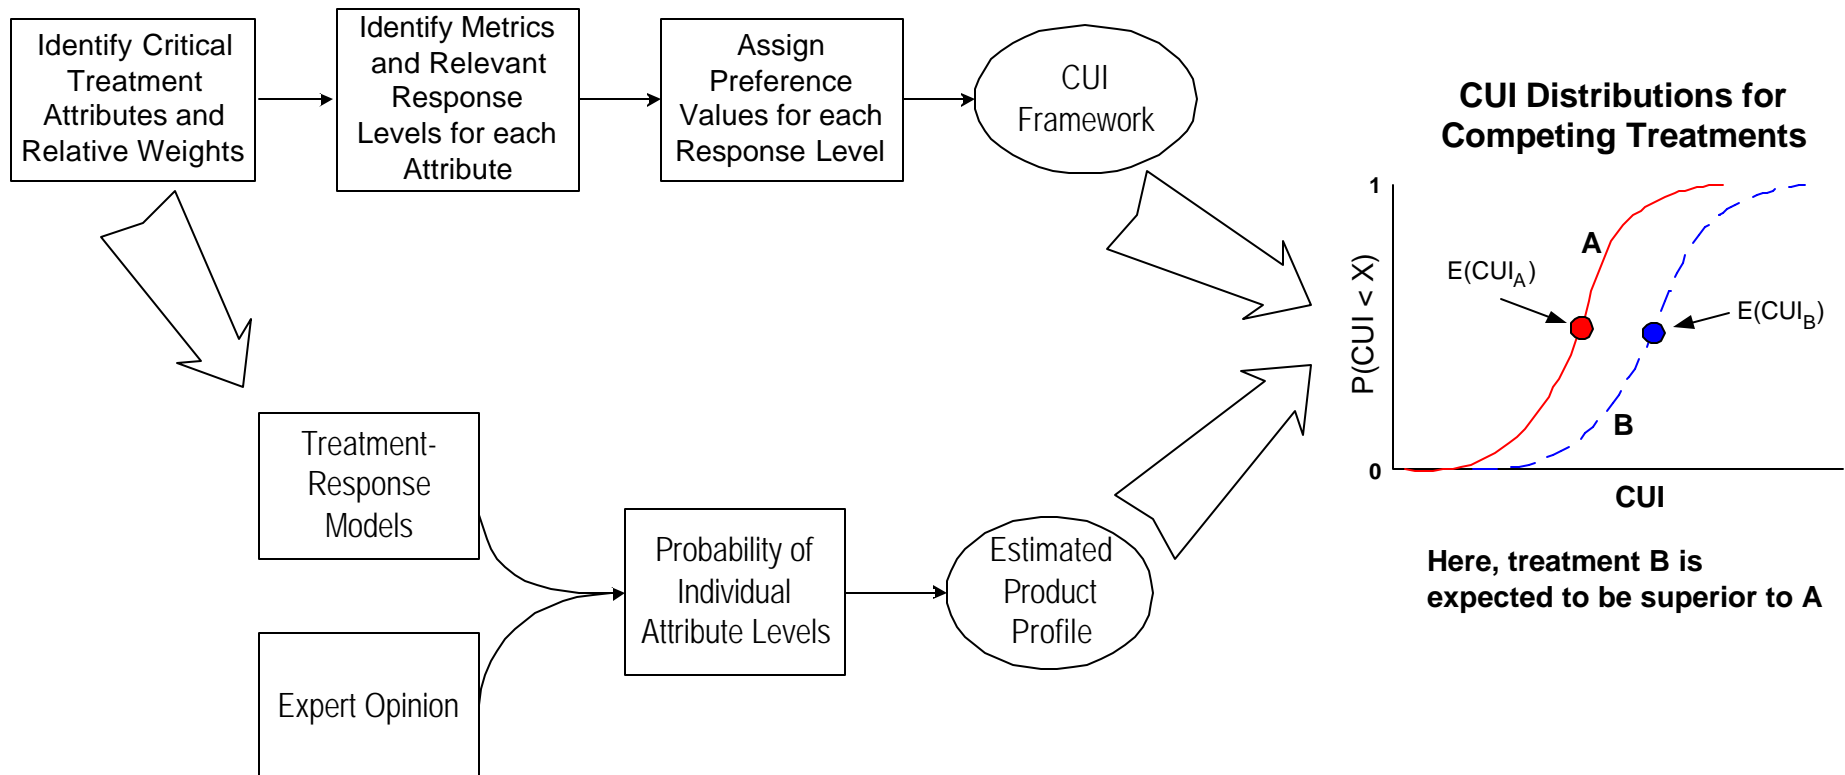 Identify Critical
Treatment
Attributes and
Relative Weights
Identify Metrics
and Relevant
Response
Levels for each
Attribute
Assign
Preference
Values for each
Response Level
CUI
Framework
Treatment-
Response
Models
Expert Opinion
Probability of
Individual
Attribute Levels
Estimated
Product
Profile
CUI Distributions for
Competing Treatments
1
A
E(CUI_A)
E(CUI_B)
P(CUI < X)
B
0
CUI
Here, treatment B is
expected to be superior to A